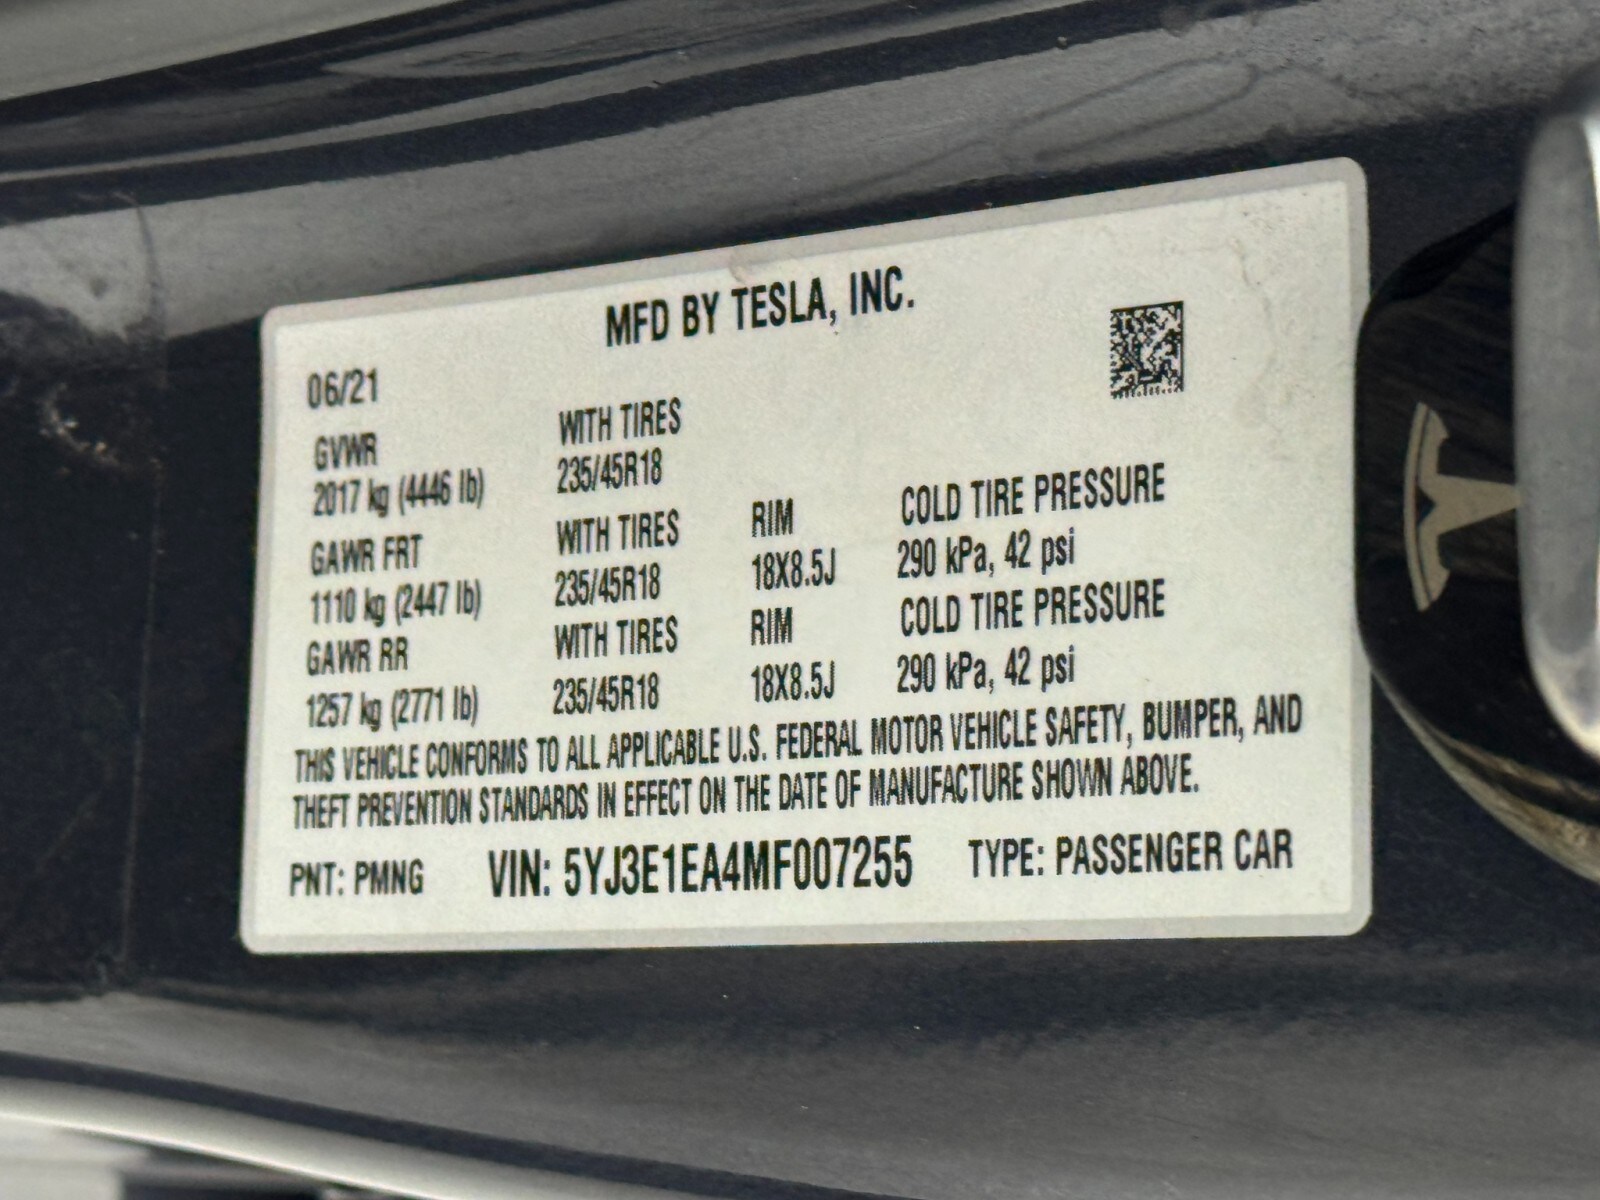 MFD BY TESLA, INC.
06/21
GVWR WITH TIRES
2017 kg (4446 lb) 235/45R18
GAWR FRT WITH TIRES RIM COLD TIRE PRESSURE
1110 kg (2447 lb) 235/45R18 18X8.5J 290 kPa, 42 psi
GAWR RR WITH TIRES RIM COLD TIRE PRESSURE
1257 kg (2771 lb) 235/45R18 18X8.5J 290 kPa, 42 psi
THIS VEHICLE CONFORMS TO ALL APPLICABLE U.S. FEDERAL MOTOR VEHICLE SAFETY, BUMPER, AND
THEFT PREVENTION STANDARDS IN EFFECT ON THE DATE OF MANUFACTURE SHOWN ABOVE.
PNT: PMNG VIN: 5YJ3E1EA4MF007255 TYPE: PASSENGER CAR